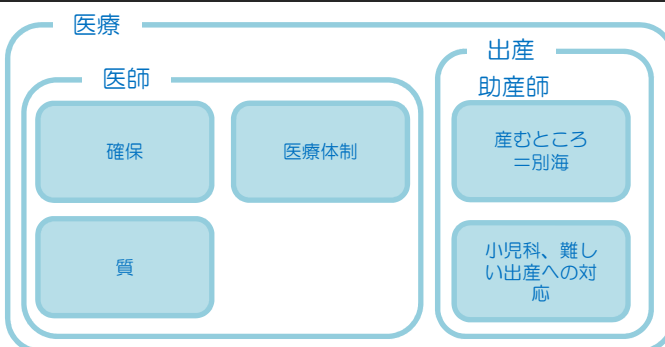 医療
医師
確保
医療体制
質
出産
助産師
産むところ
＝別海
小児科、難し
い出産への対
応